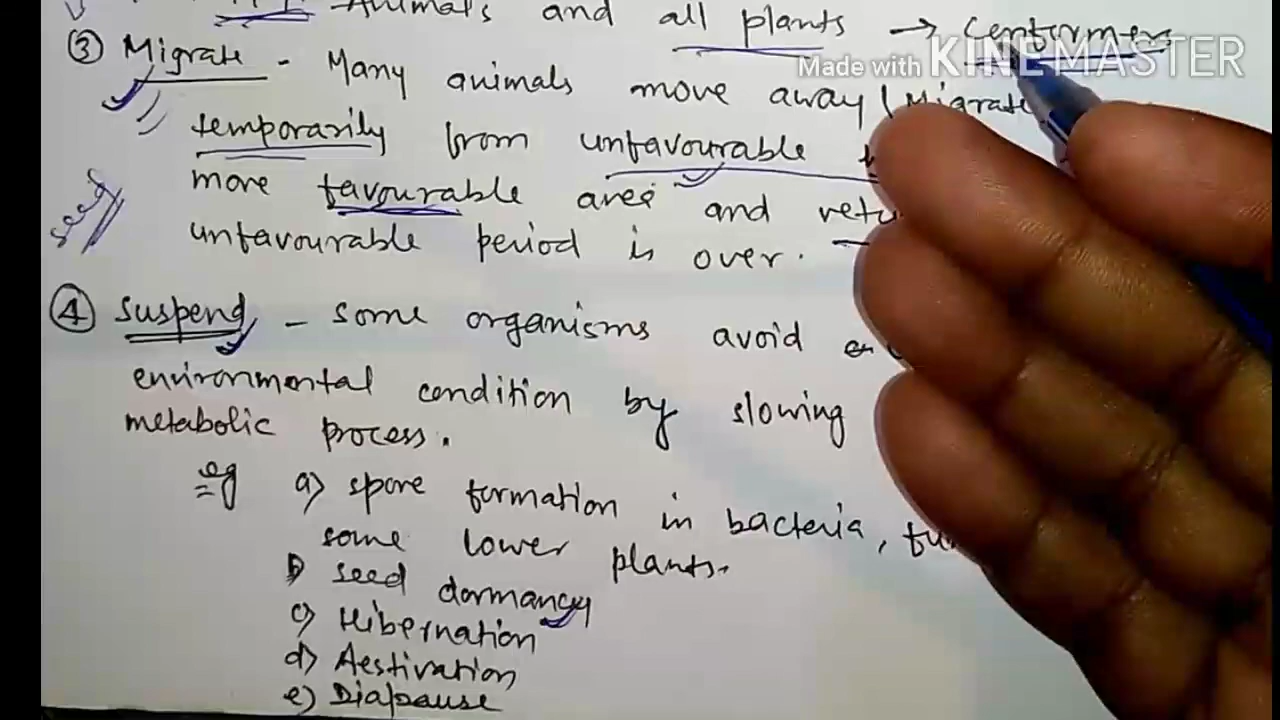 Animals and all plants → Conformers
Made with KINEMASTER
③ Migrate - Many animals move away (Migrate
temporarily from unfavourable
more favourable area and retu
seed
unfavourable period is over.
④ Suspend - some organisms avoid
environmental condition by slowing
metabolic process.
eg a) spore formation in bacteria, fu
some lower plants.
b) seed dormancy
c) Hibernation
d) Aestivation
e) Diapause